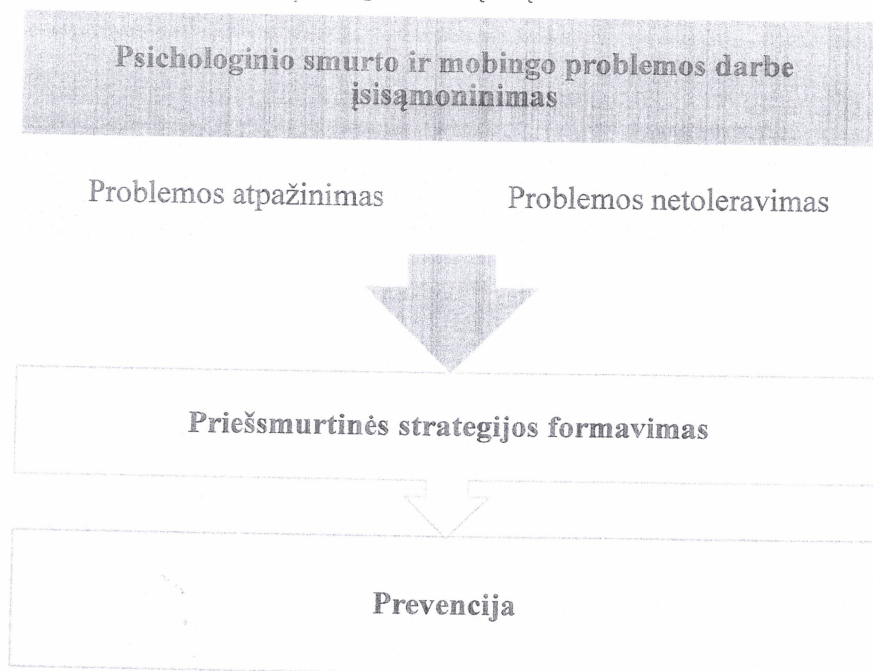 Psichologinio smurto ir mobingo problemos darbe
įsisąmoninimas
Problemos atpažinimas Problemos netoleravimas
Priešsmurtinės strategijos formavimas
Prevencija